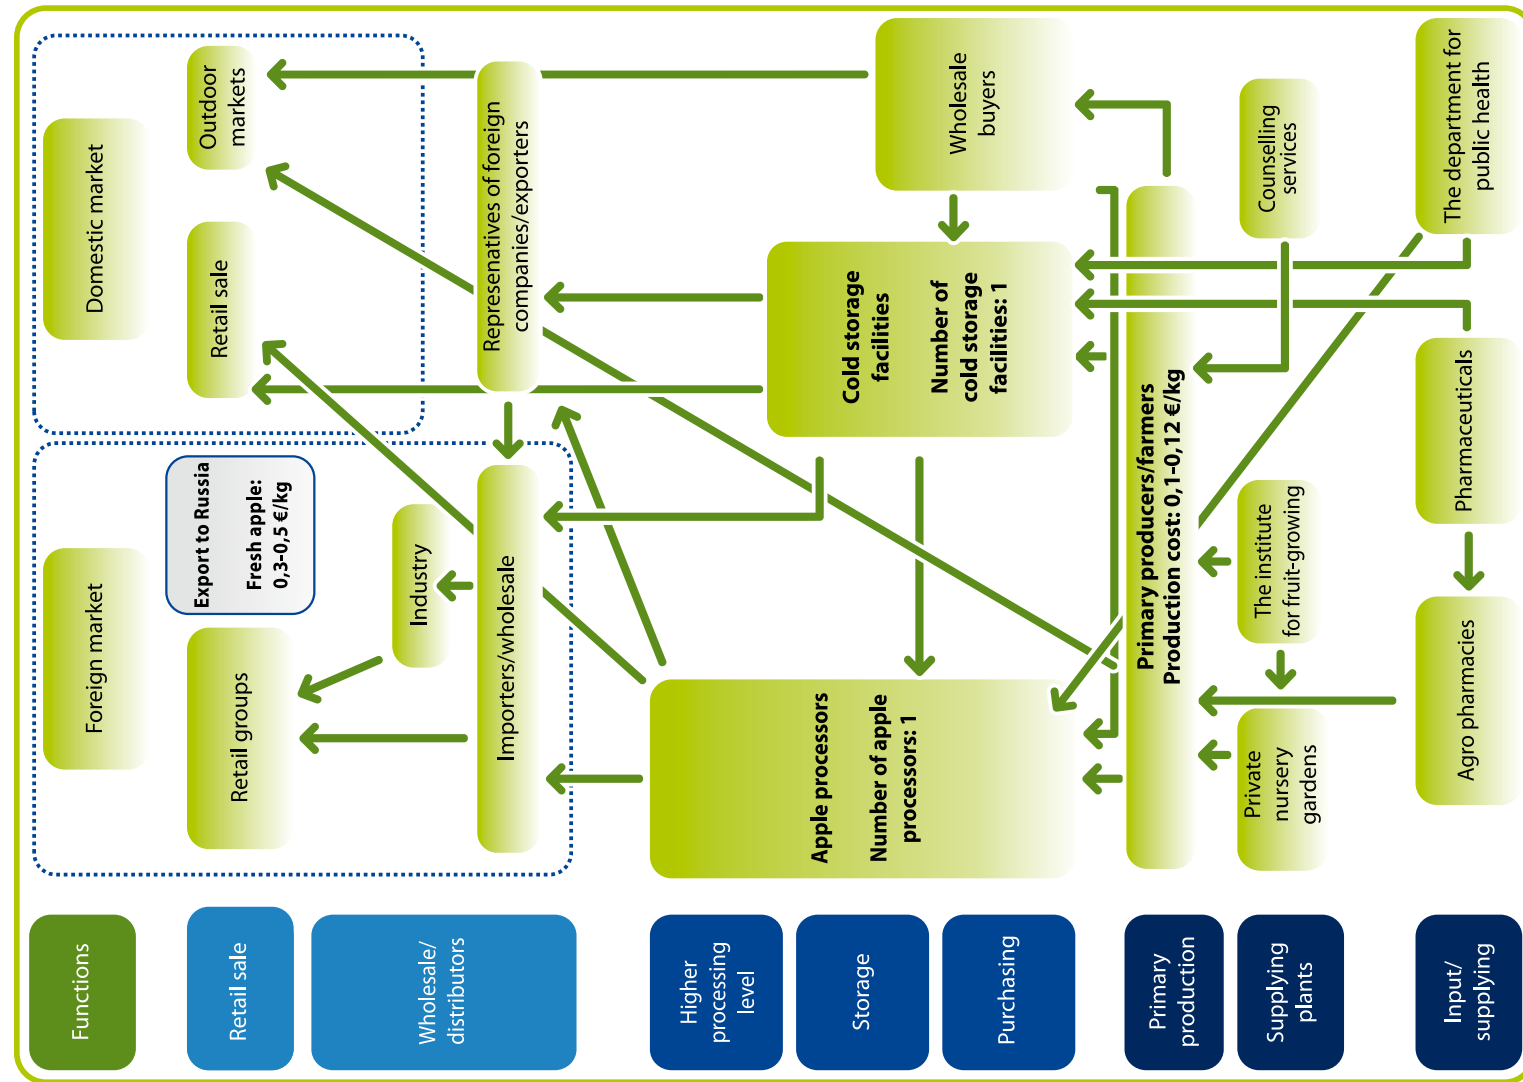 Functions
Foreign market
Domestic market
Retail sale
Retail groups
Export to Russia
Fresh apple:
0,3-0,5 €/kg
Retail sale
Outdoor
markets
Wholesale/
distributors
Industry
Importers/wholesale
Represenatives of foreign
companies/exporters
Higher
processing
level
Storage
Purchasing
Apple processors
Number of apple
processors: 1
Cold storage
facilities
Number of
cold storage
facilities: 1
Wholesale
buyers
Primary
production
Primary producers/farmers
Production cost: 0,1-0,12 €/kg
Supplying
plants
Private
nursery
gardens
The institute
for fruit-growing
Counselling
services
Input/
supplying
Agro pharmacies
Pharmaceuticals
The department for
public health